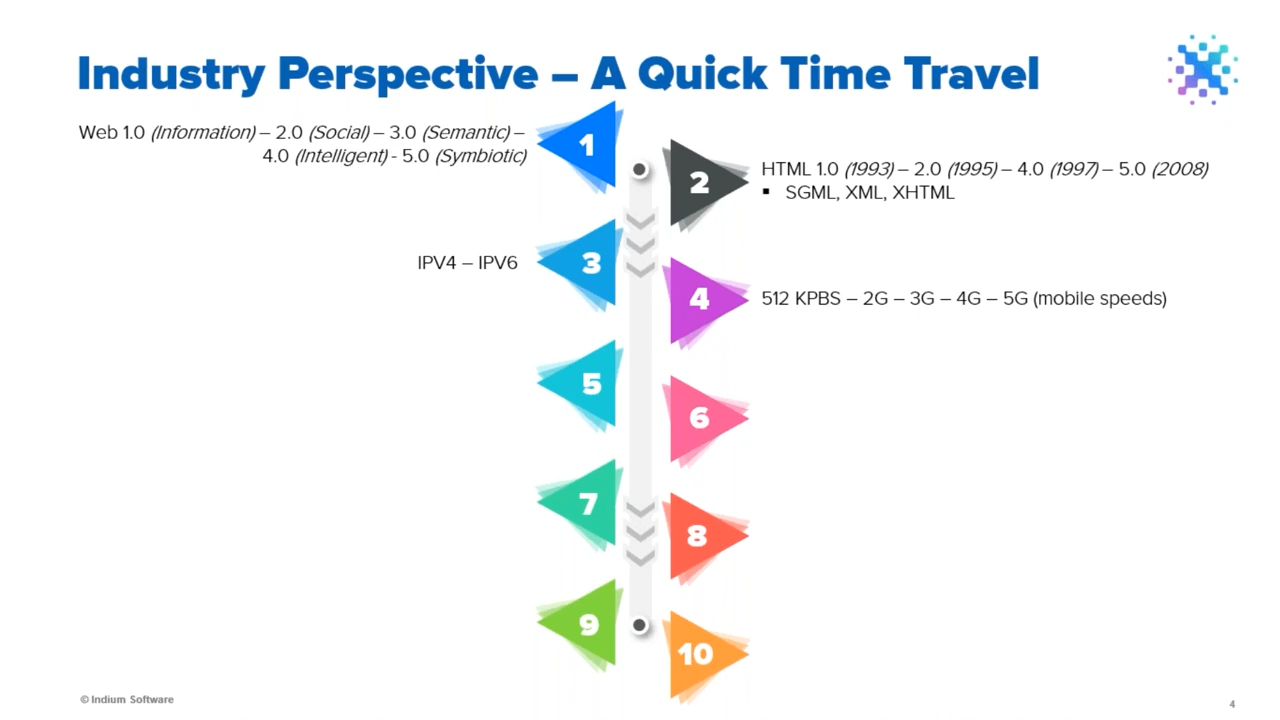 Industry Perspective – A Quick Time Travel
Web 1.0 (Information) – 2.0 (Social) – 3.0 (Semantic) –
4.0 (Intelligent) - 5.0 (Symbiotic)
1
2
HTML 1.0 (1993) – 2.0 (1995) – 4.0 (1997) – 5.0 (2008)
▪ SGML, XML, XHTML
IPV4 – IPV6
3
4
512 KPBS – 2G – 3G – 4G – 5G (mobile speeds)
5
6
7
8
9
10
© Indium Software
4